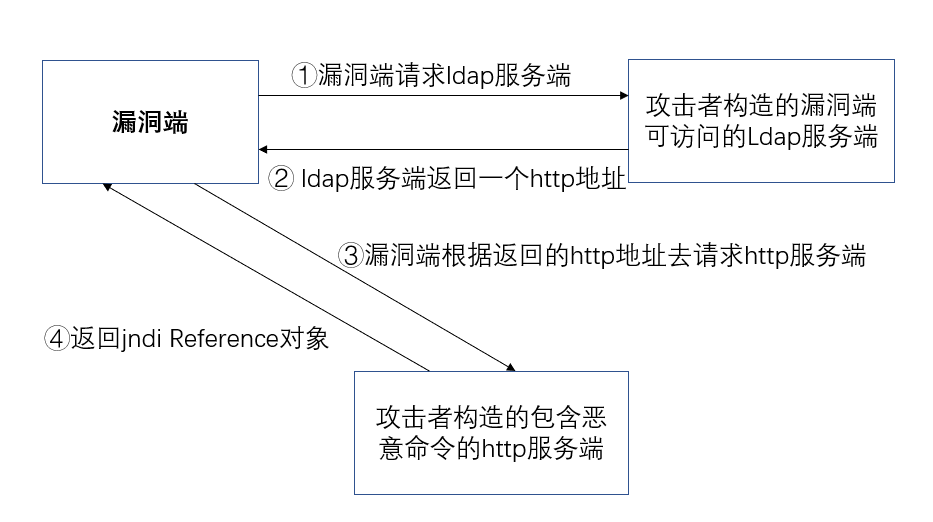 ①漏洞端请求ldap服务端
漏洞端
攻击者构造的漏洞端
可访问的Ldap服务端
② ldap服务端返回一个http地址
③漏洞端根据返回的http地址去请求http服务端
④返回jndi Reference对象
攻击者构造的包含恶
意命令的http服务端